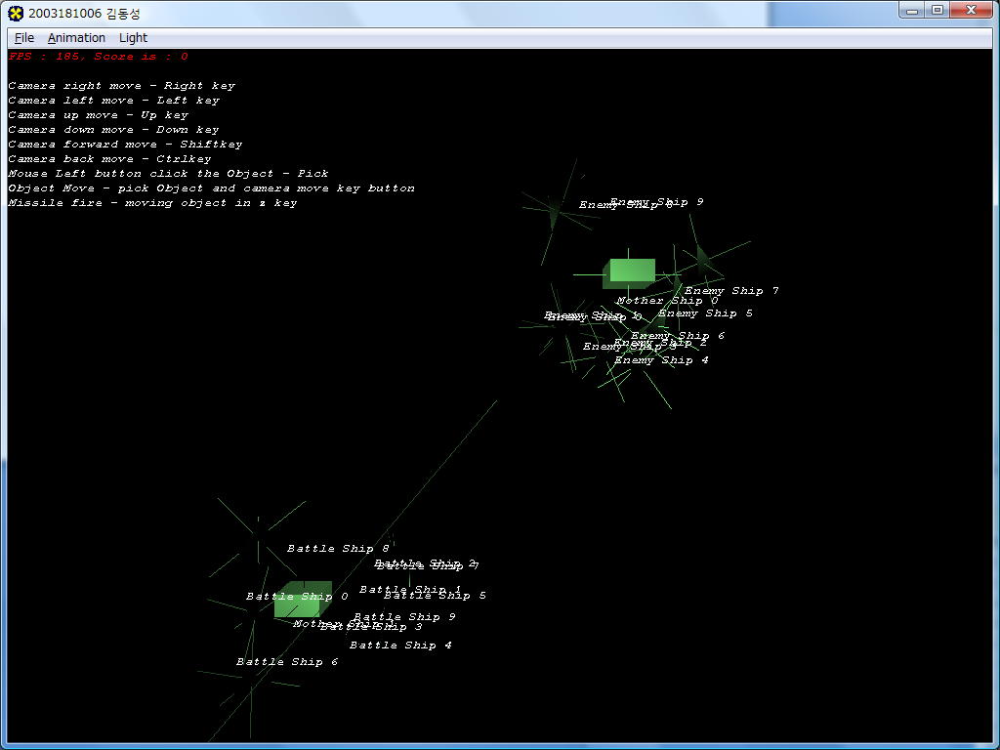 2003181006 김동성
File Animation Light
FPS : 185, Score is : 0
Camera right move - Right key
Camera left move - Left key
Camera up move - Up key
Camera down move - Down key
Camera forward move - Shiftkey
Camera back move - Ctrlkey
Mouse Left button click the Object - Pick
Object Move - pick Object and camera move key button
Missile fire - moving object in z key
Enemy Ship 9
Enemy Ship 8
Enemy Ship 7
Mother Ship 0
Enemy Ship 5
Enemy Ship 1
Enemy Ship 0
Enemy Ship 6
Enemy Ship 2
Enemy Ship 3
Enemy Ship 4
Battle Ship 8
Battle Ship 2
Battle Ship 7
Battle Ship 1
Battle Ship 0
Battle Ship 5
Battle Ship 9
Mother Ship
Battle Ship 3
Battle Ship 4
Battle Ship 6